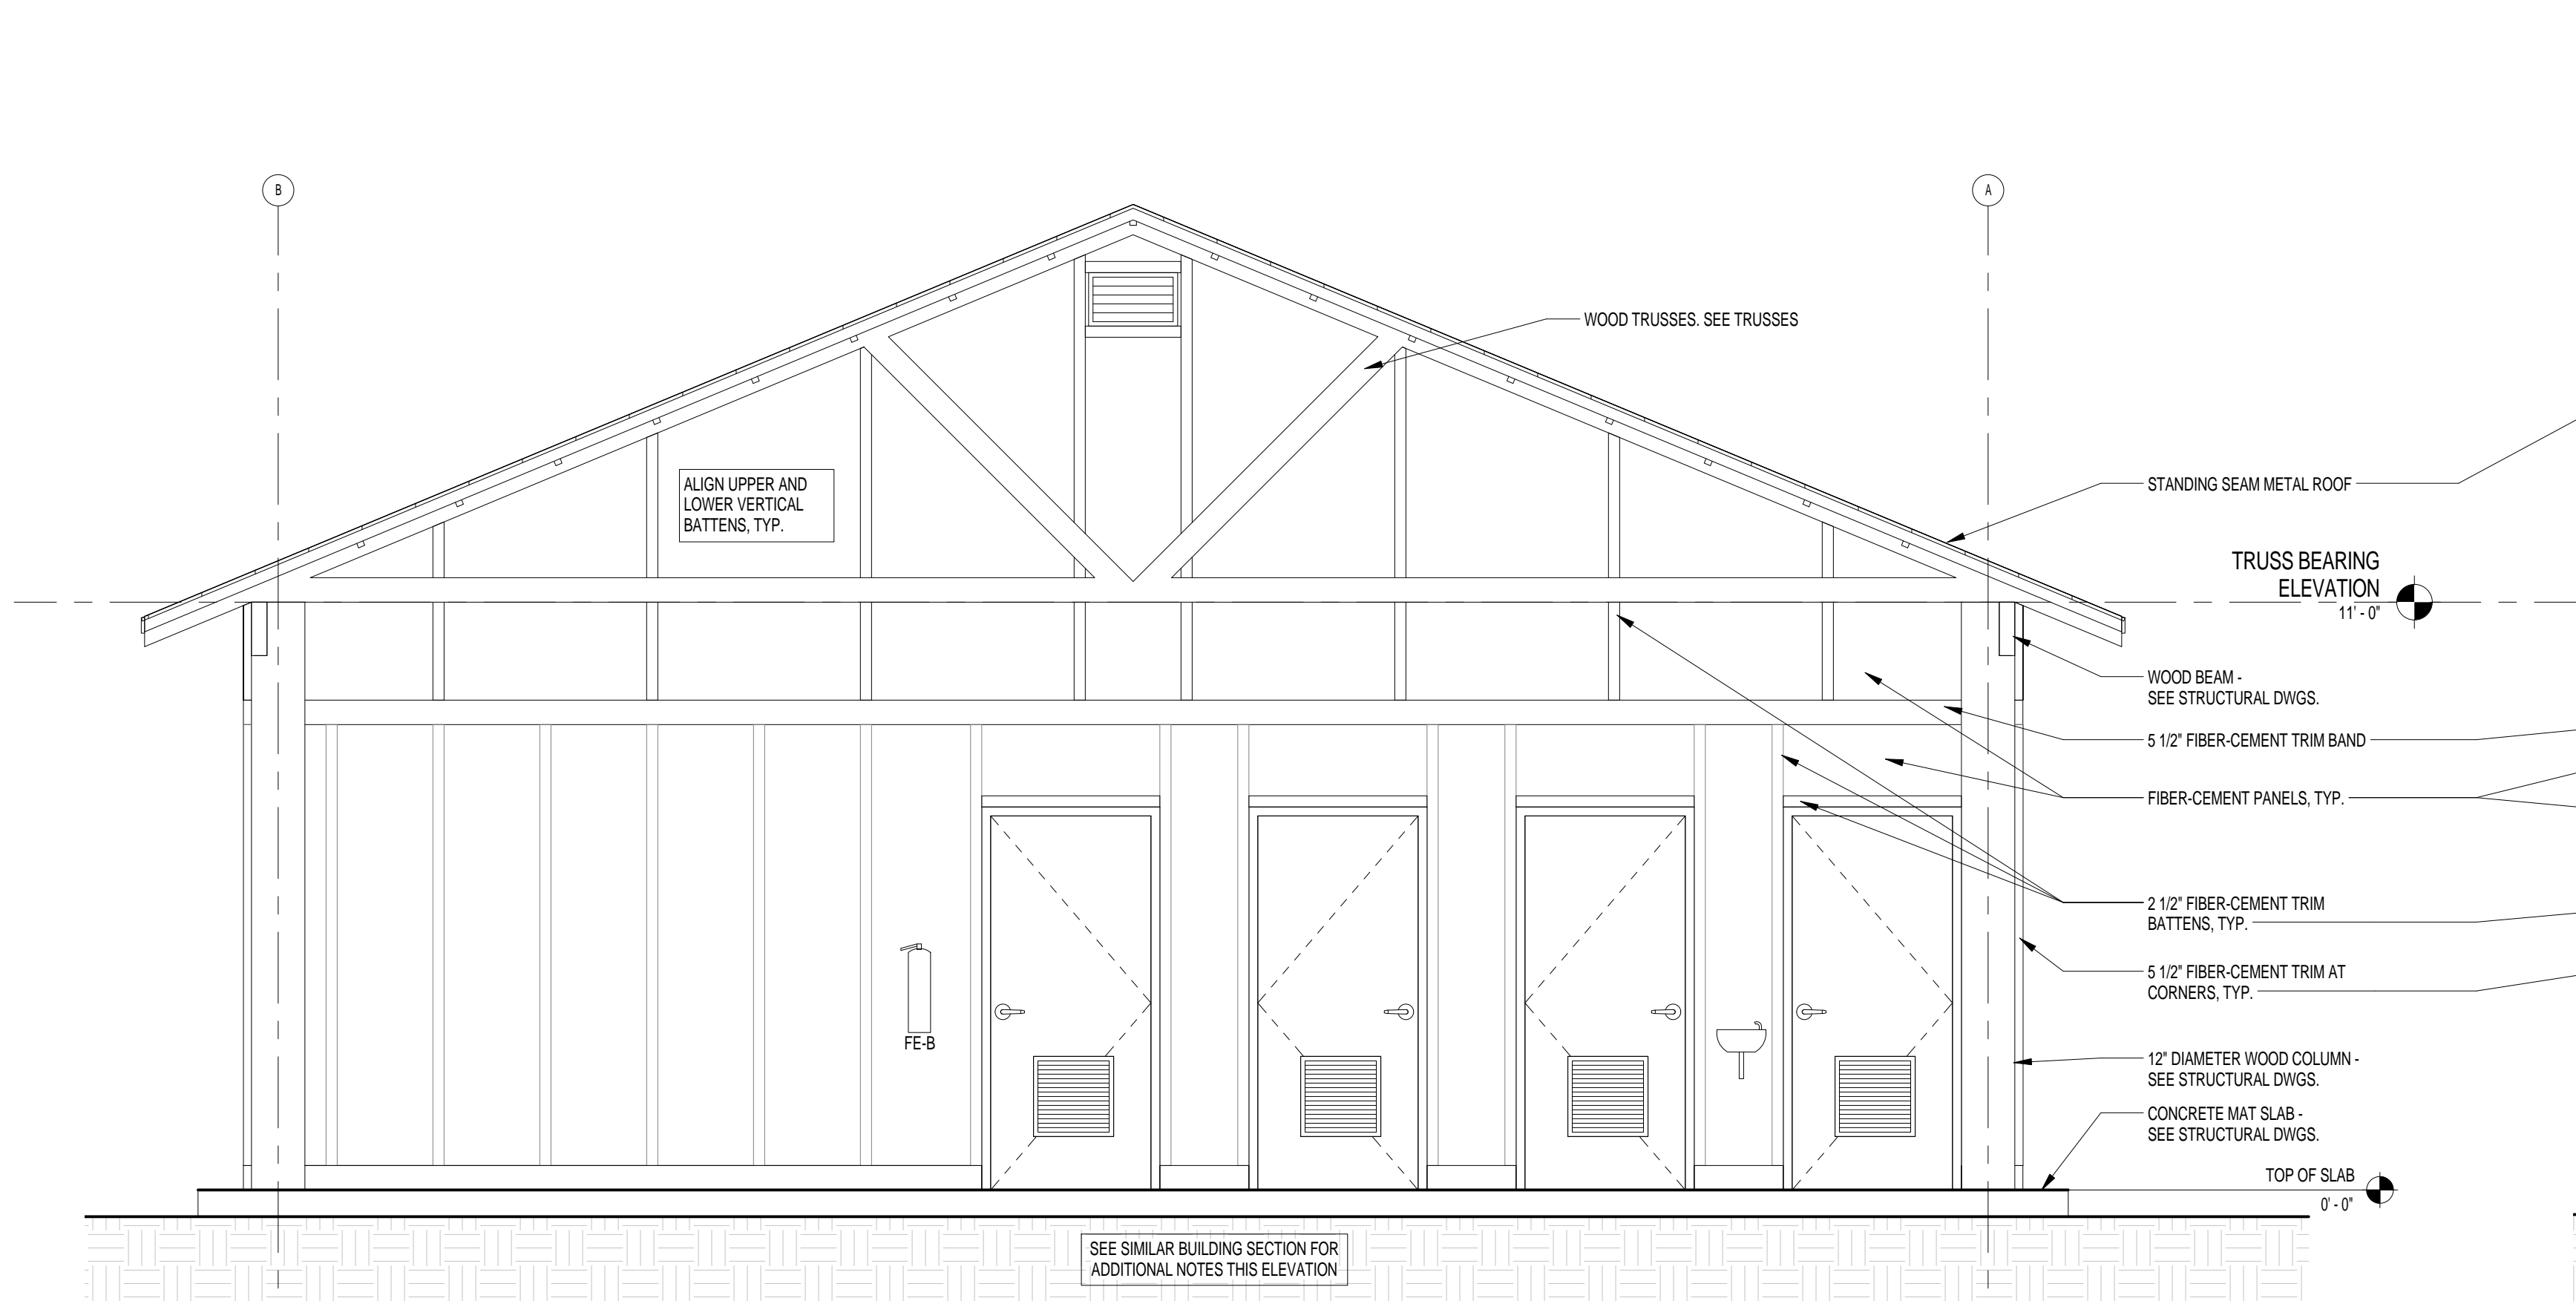 B
A
WOOD TRUSSES. SEE TRUSSES
ALIGN UPPER AND
LOWER VERTICAL
BATTENS, TYP.
STANDING SEAM METAL ROOF
TRUSS BEARING
ELEVATION
11' - 0"
WOOD BEAM -
SEE STRUCTURAL DWGS.
5 1/2" FIBER-CEMENT TRIM BAND
FIBER-CEMENT PANELS, TYP.
2 1/2" FIBER-CEMENT TRIM
BATTENS, TYP.
5 1/2" FIBER-CEMENT TRIM AT
CORNERS, TYP.
FE-B
12" DIAMETER WOOD COLUMN -
SEE STRUCTURAL DWGS.
CONCRETE MAT SLAB -
SEE STRUCTURAL DWGS.
TOP OF SLAB
0' - 0"
SEE SIMILAR BUILDING SECTION FOR
ADDITIONAL NOTES THIS ELEVATION